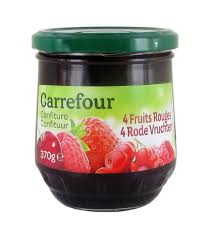 Carrefour
Confiture
Confituur
4 Fruits Rouges
4 Rode Vruchten
370g e